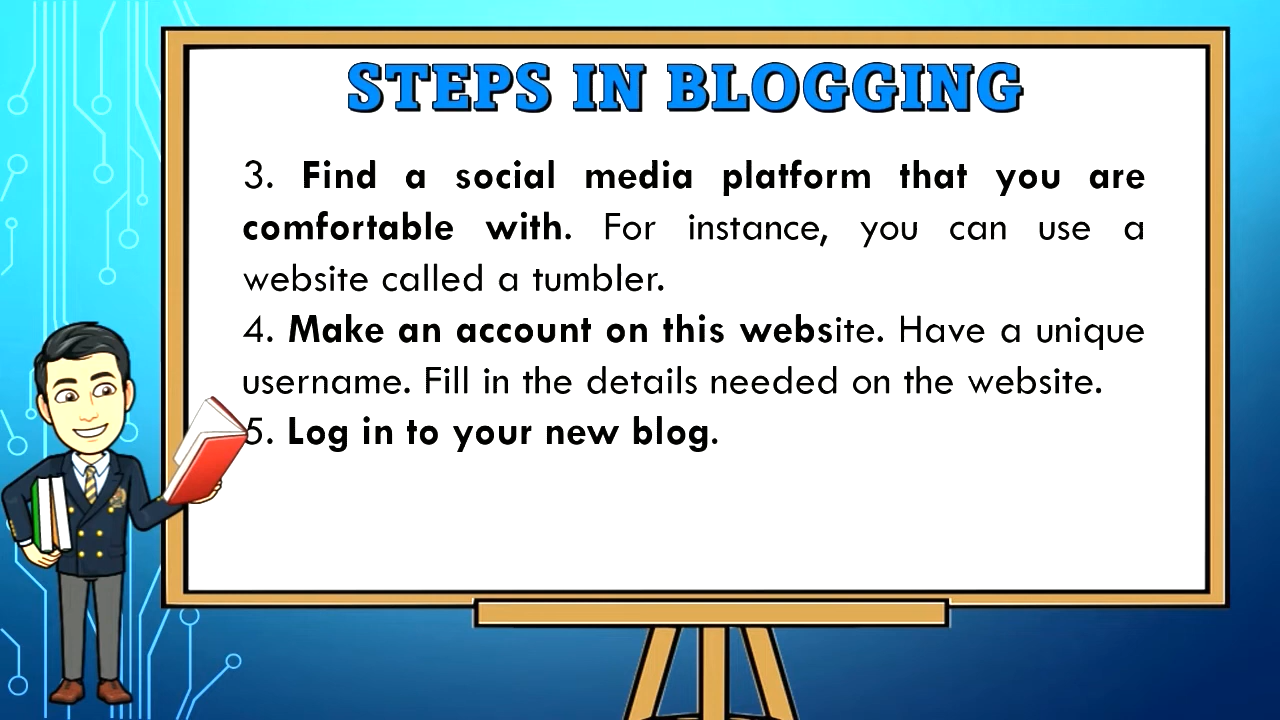 STEPS IN BLOGGING
3. Find a social media platform that you are
comfortable with. For instance, you can use a
website called a tumbler.
4. Make an account on this website. Have a unique
username. Fill in the details needed on the website.
5. Log in to your new blog.